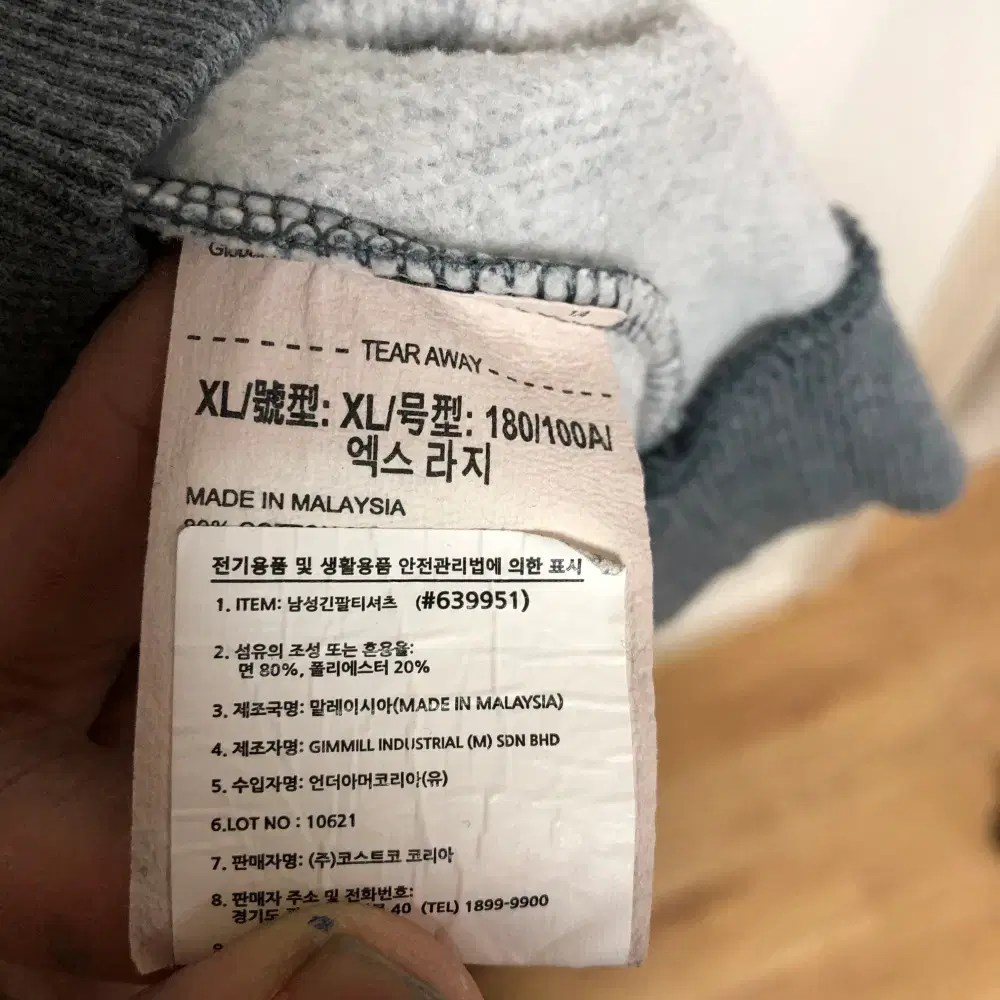 TEAR AWAY
XL/號型: XL/号型: 180/100A/
엑스 라지
MADE IN MALAYSIA
80% COTTON
전기용품 및 생활용품 안전관리법에 의한 표시
1. ITEM: 남성긴팔티셔츠 (#639951)
2. 섬유의 조성 또는 혼용율:
면 80%, 폴리에스터 20%
3. 제조국명: 말레이시아(MADE IN MALAYSIA)
4. 제조자명: GIMMILL INDUSTRIAL (M) SDN BHD
5. 수입자명: 언더아머코리아(유)
6.LOT NO : 10621
7. 판매자명: (주)코스트코 코리아
8. 판매자 주소 및 전화번호:
경기도 40 (TEL) 1899-9900